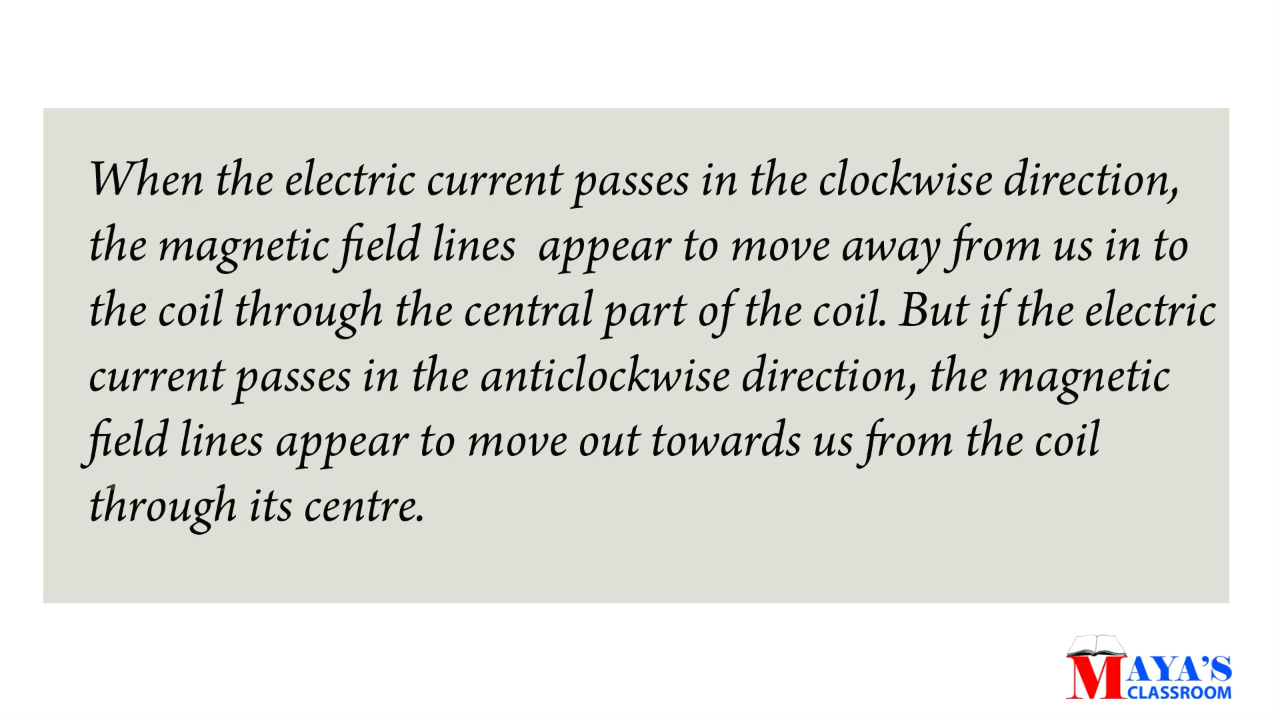 When the electric current passes in the clockwise direction,
the magnetic field lines appear to move away from us in to
the coil through the central part of the coil. But if the electric
current passes in the anticlockwise direction, the magnetic
field lines appear to move out towards us from the coil
through its centre.
MAYA'S
CLASSROOM